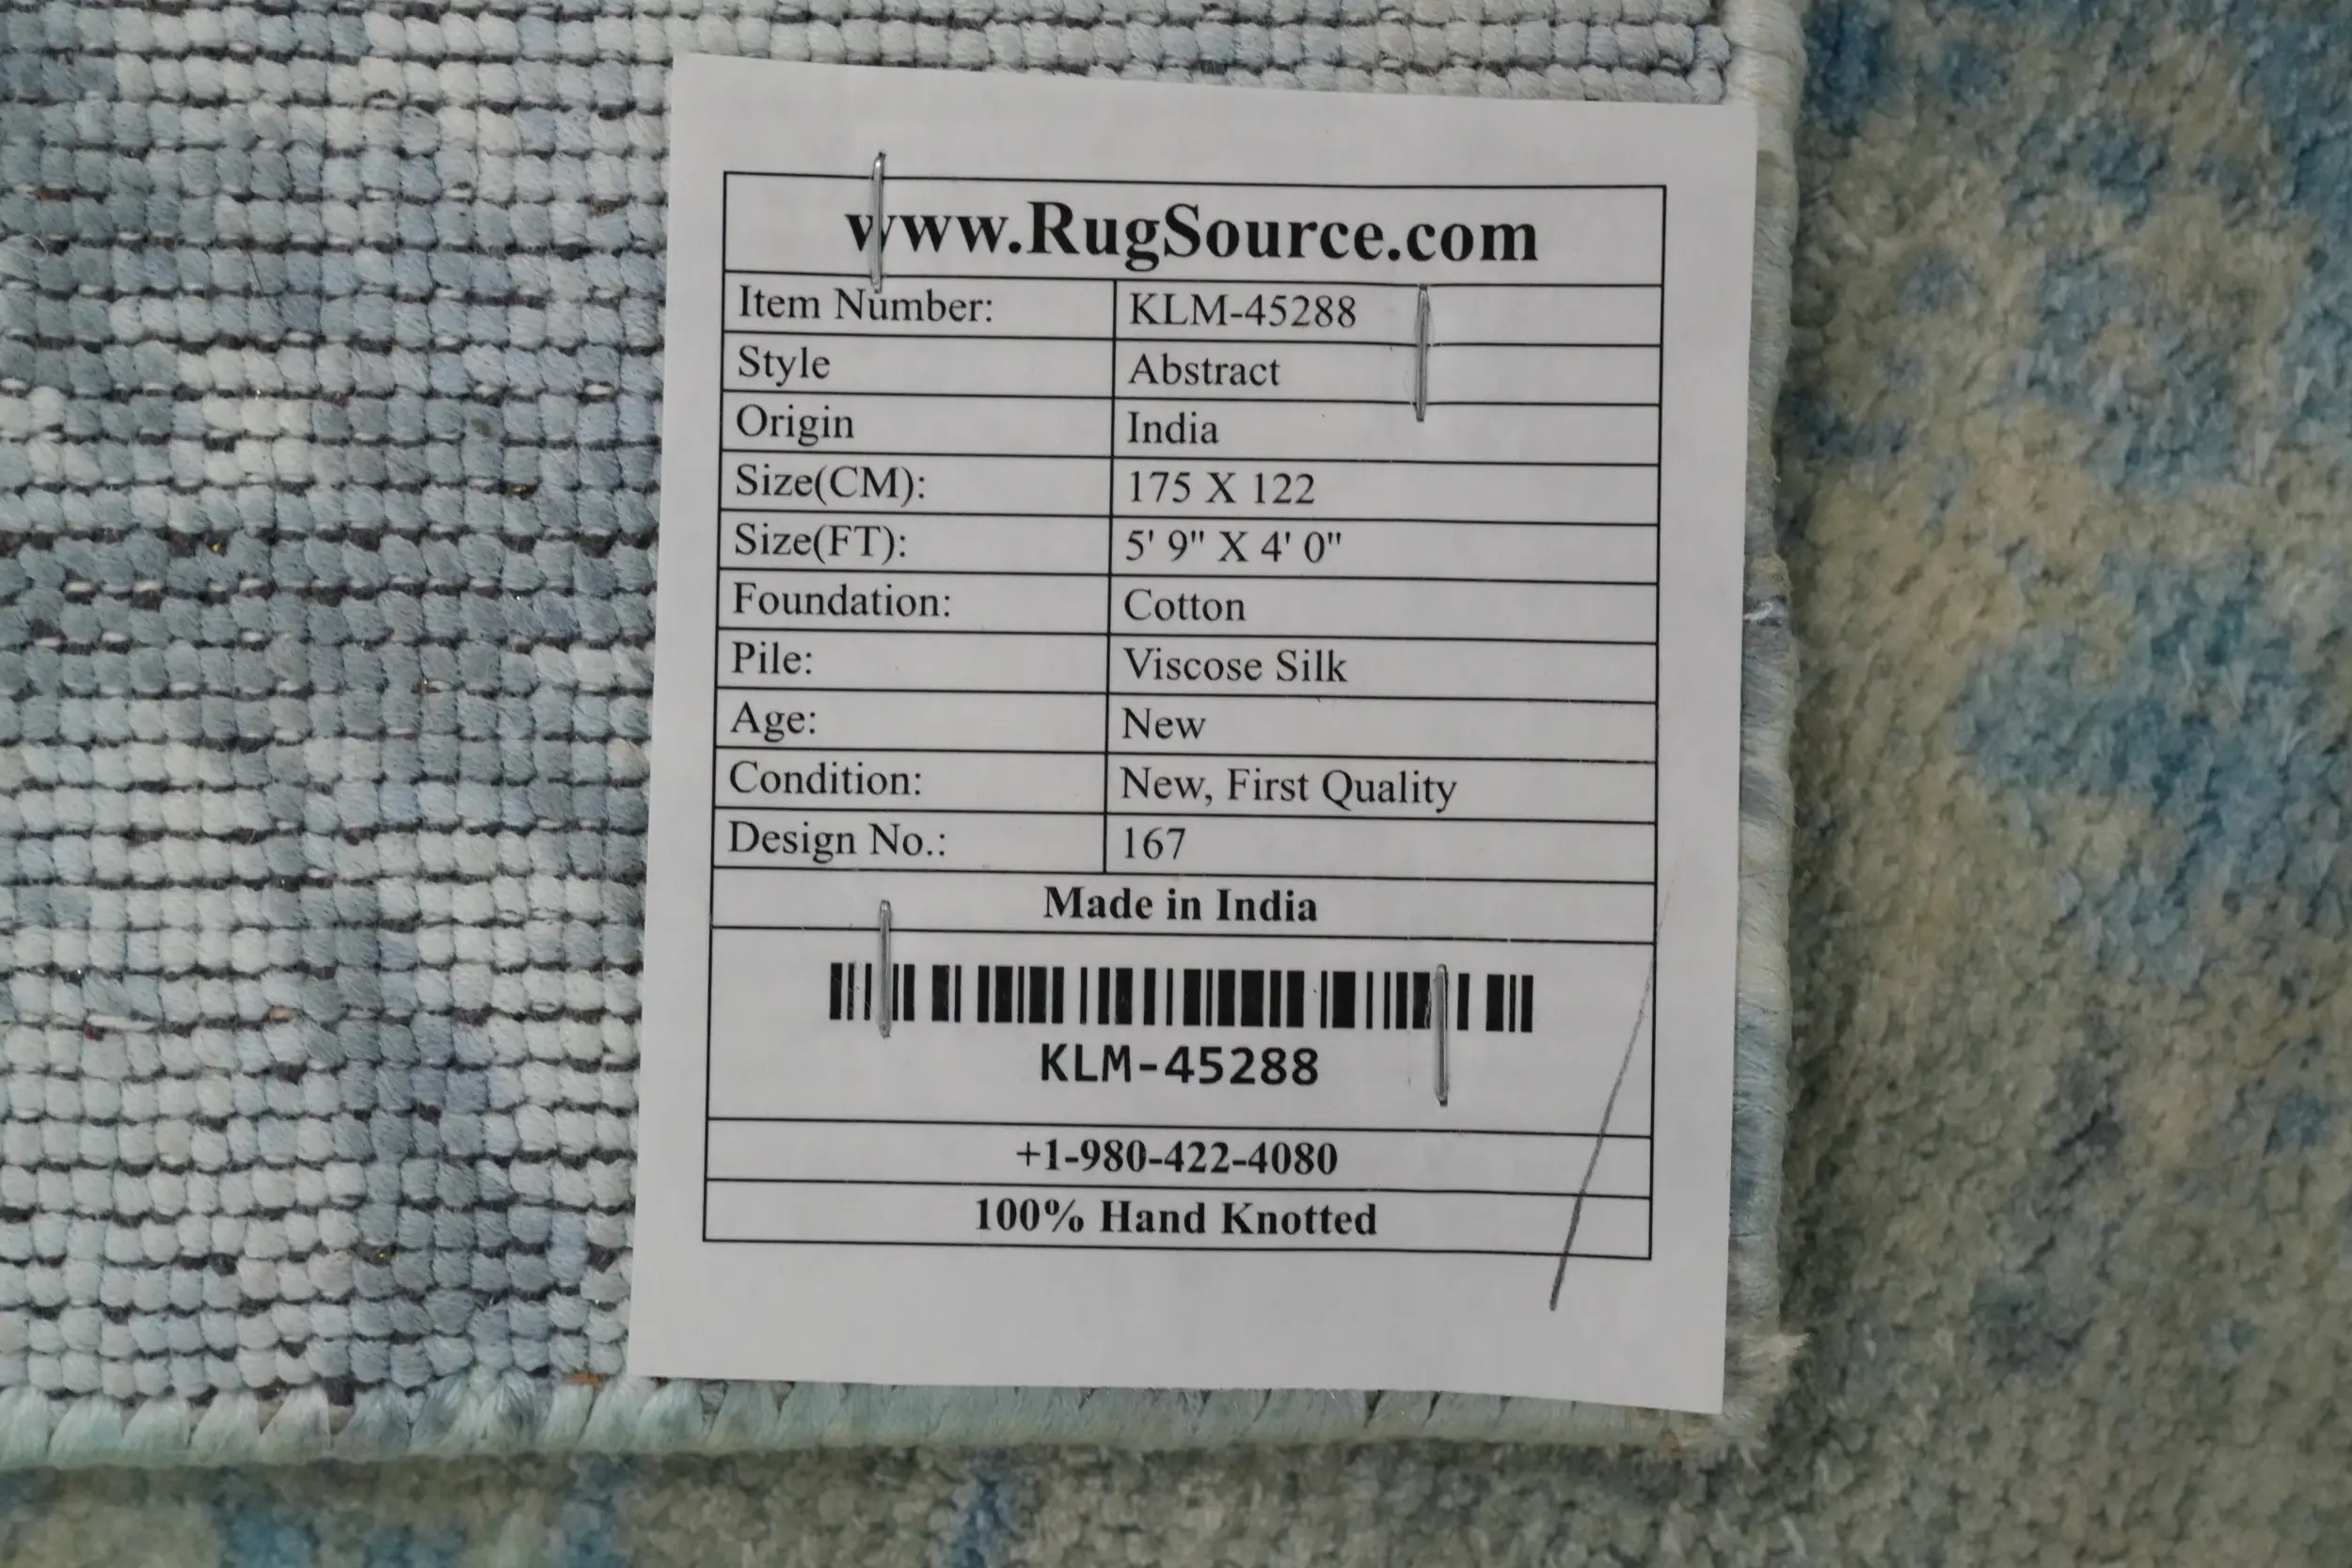 www.RugSource.com
Item Number: KLM-45288
Style Abstract
Origin India
Size(CM): 175 X 122
Size(FT): 5' 9" X 4' 0"
Foundation: Cotton
Pile: Viscose Silk
Age: New
Condition: New, First Quality
Design No.: 167
Made in India
KLM-45288
+1-980-422-4080
100% Hand Knotted